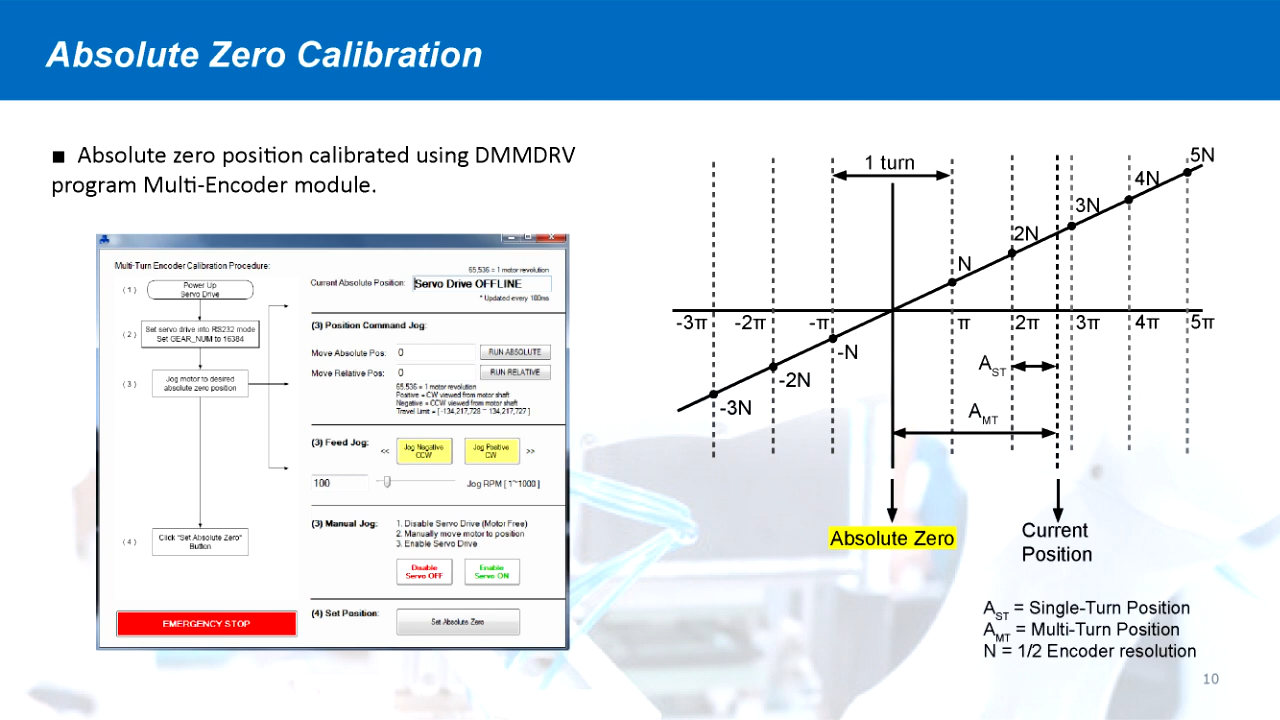 Absolute Zero Calibration
■ Absolute zero position calibrated using DMMDRV
program Multi-Encoder module.
Multi-Turn Encoder Calibration Procedure:
( 1 )
Power Up
Servo Drive
( 2 )
Set servo drive into RS232 mode
Set GEAR_NUM to 16384
( 3 )
Jog motor to desired
absolute zero position
( 4 )
Click "Set Absolute Zero"
Button
EMERGENCY STOP
65,536 = 1 motor revolution
Current Absolute Position: Servo Drive OFFLINE
* Updated every 100ms
(3) Position Command Jog:
Move Absolute Pos: 0 RUN ABSOLUTE
Move Relative Pos: 0 RUN RELATIVE
65,536 = 1 motor revolution
Positive = CW viewed from motor shaft
Negative = CCW viewed from motor shaft
Travel Limit = [ -134,217,728 ~ 134,217,727 ]
(3) Feed Jog:
<<
Jog Negative
CCW
Jog Positive
CW
>>
100
Jog RPM [ 1~1000 ]
(3) Manual Jog:
1. Disable Servo Drive (Motor Free)
2. Manually move motor to position
3. Enable Servo Drive
Disable
Servo OFF
Enable
Servo ON
(4) Set Position:
Set Absolute Zero
1 turn
5N
4N
3N
2N
N
-3π -2π -π π 2π 3π 4π 5π
-N
-2N
-3N
AST
AMT
Absolute Zero
Current
Position
AST = Single-Turn Position
AMT = Multi-Turn Position
N = 1/2 Encoder resolution
10